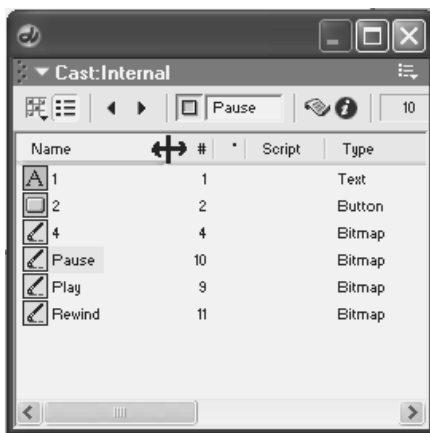 Cast:Internal
Pause 10
Name # * Script Type
1 1 Text
2 2 Button
4 4 Bitmap
Pause 10 Bitmap
Play 9 Bitmap
Rewind 11 Bitmap